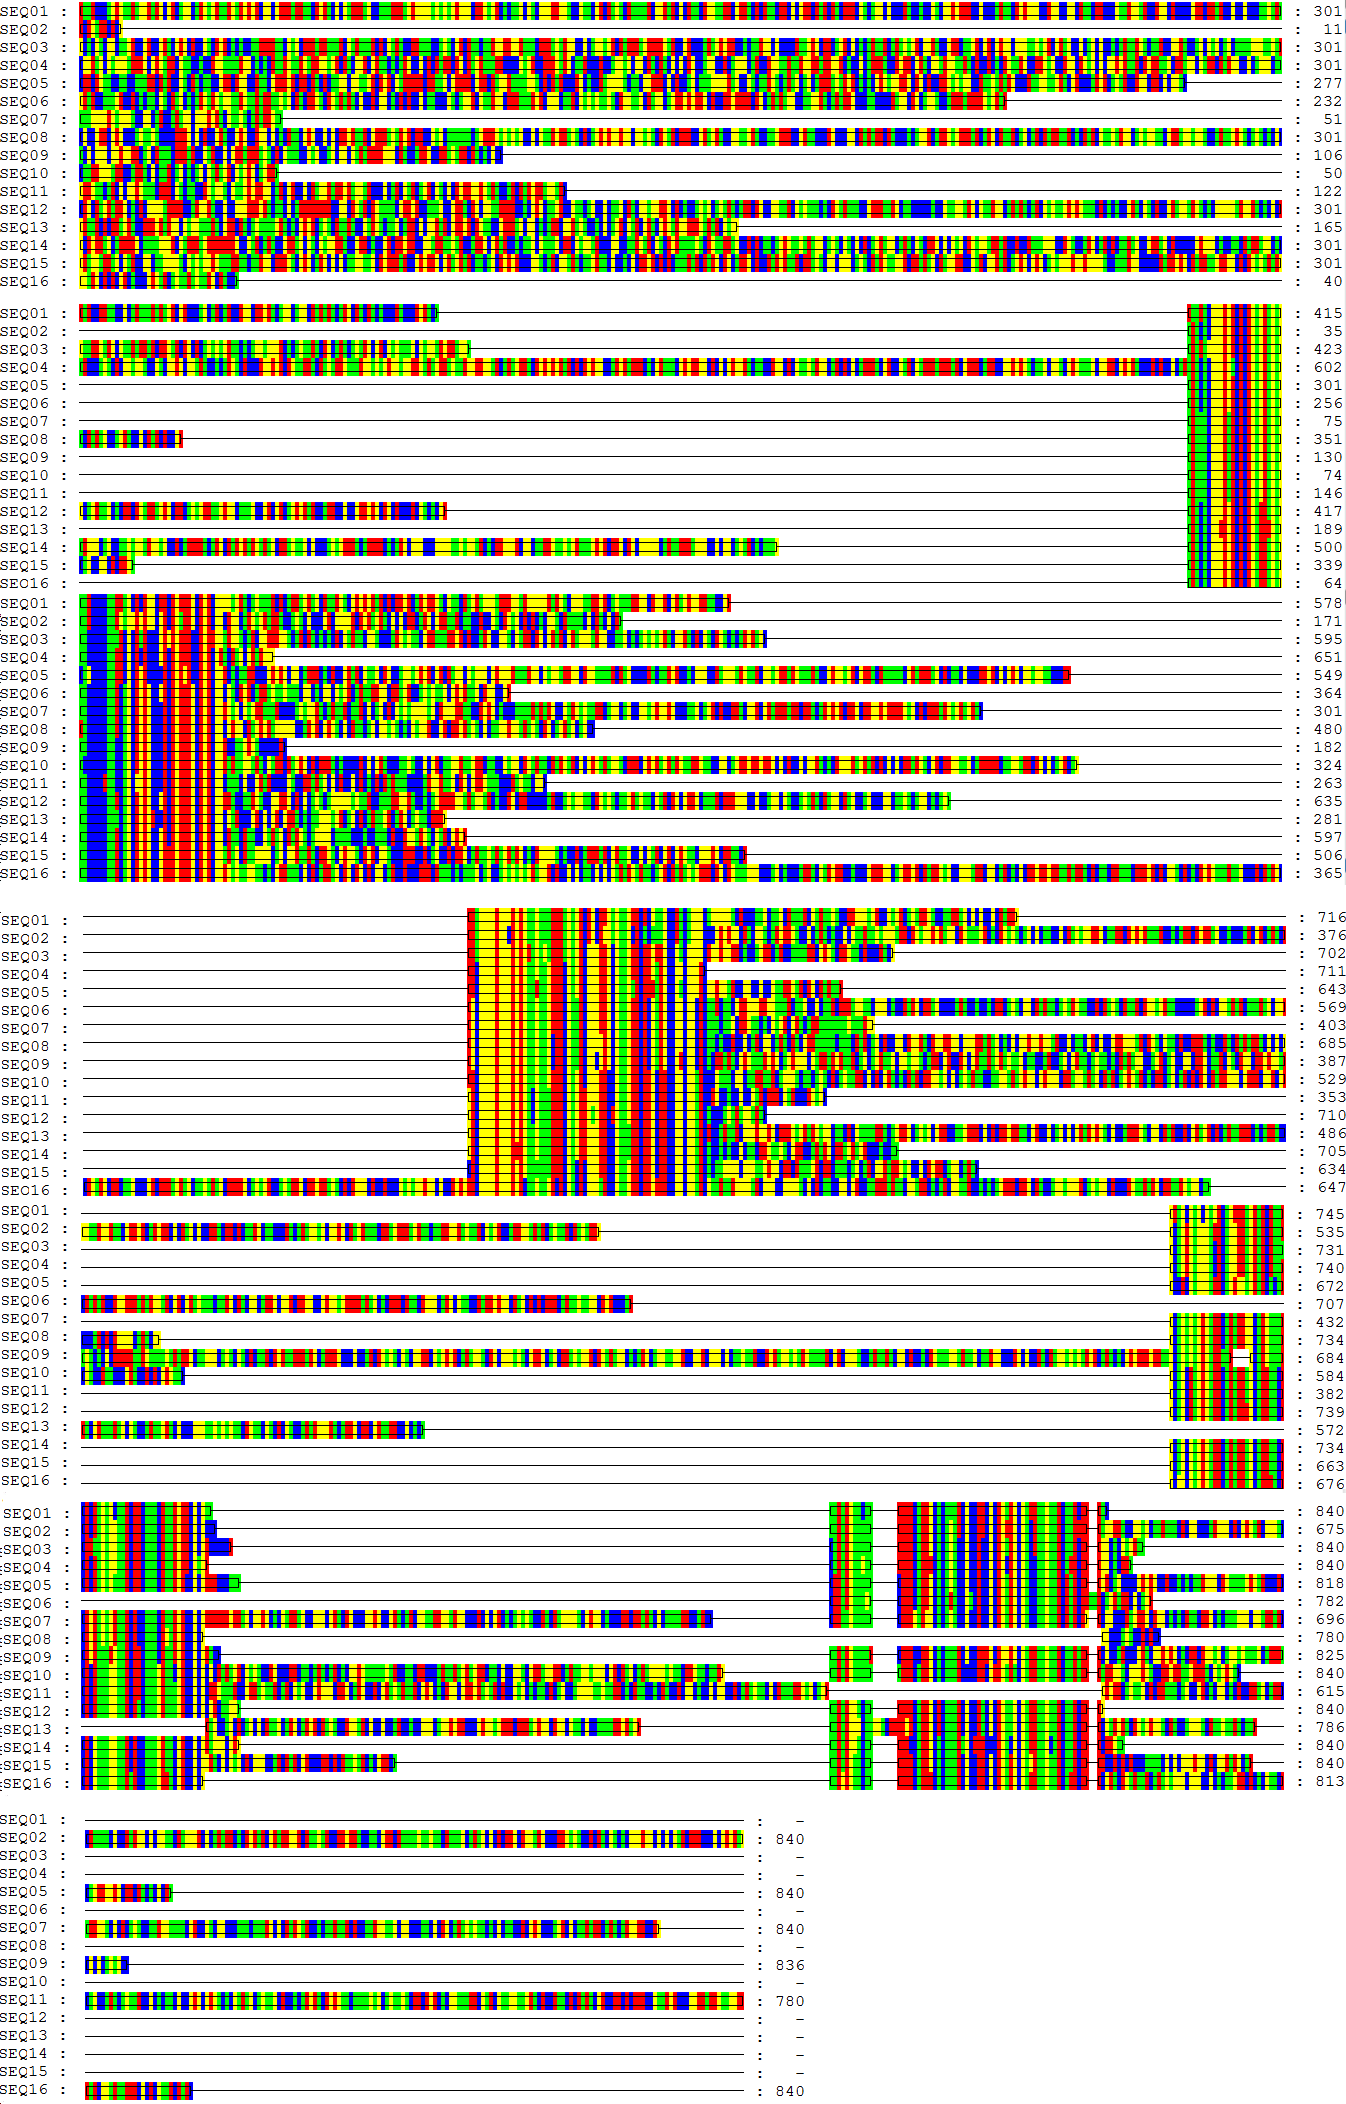 SEQ01 : : 301
SEQ02 : : 11
SEQ03 : : 301
SEQ04 : : 301
SEQ05 : : 277
SEQ06 : : 232
SEQ07 : : 51
SEQ08 : : 301
SEQ09 : : 106
SEQ10 : : 50
SEQ11 : : 122
SEQ12 : : 301
SEQ13 : : 165
SEQ14 : : 301
SEQ15 : : 301
SEQ16 : : 40
SEQ01 : : 415
SEQ02 : : 35
SEQ03 : : 423
SEQ04 : : 602
SEQ05 : : 301
SEQ06 : : 256
SEQ07 : : 75
SEQ08 : : 351
SEQ09 : : 130
SEQ10 : : 74
SEQ11 : : 146
SEQ12 : : 417
SEQ13 : : 189
SEQ14 : : 500
SEQ15 : : 339
SEQ16 : : 64
SEQ01 : : 578
SEQ02 : : 171
SEQ03 : : 595
SEQ04 : : 651
SEQ05 : : 549
SEQ06 : : 364
SEQ07 : : 301
SEQ08 : : 480
SEQ09 : : 182
SEQ10 : : 324
SEQ11 : : 263
SEQ12 : : 635
SEQ13 : : 281
SEQ14 : : 597
SEQ15 : : 506
SEQ16 : : 365
SEQ01 : : 716
SEQ02 : : 376
SEQ03 : : 702
SEQ04 : : 711
SEQ05 : : 643
SEQ06 : : 569
SEQ07 : : 403
SEQ08 : : 685
SEQ09 : : 387
SEQ10 : : 529
SEQ11 : : 353
SEQ12 : : 710
SEQ13 : : 486
SEQ14 : : 705
SEQ15 : : 634
SEQ16 : : 647
SEQ01 : : 745
SEQ02 : : 535
SEQ03 : : 731
SEQ04 : : 740
SEQ05 : : 672
SEQ06 : : 707
SEQ07 : : 432
SEQ08 : : 734
SEQ09 : : 684
SEQ10 : : 584
SEQ11 : : 382
SEQ12 : : 739
SEQ13 : : 572
SEQ14 : : 734
SEQ15 : : 663
SEQ16 : : 676
SEQ01 : : 840
SEQ02 : : 675
SEQ03 : : 840
SEQ04 : : 840
SEQ05 : : 818
SEQ06 : : 782
SEQ07 : : 696
SEQ08 : : 780
SEQ09 : : 825
SEQ10 : : 840
SEQ11 : : 615
SEQ12 : : 840
SEQ13 : : 786
SEQ14 : : 840
SEQ15 : : 840
SEQ16 : : 813
SEQ01 : : -
SEQ02 : : 840
SEQ03 : : -
SEQ04 : : -
SEQ05 : : 840
SEQ06 : : -
SEQ07 : : 840
SEQ08 : : -
SEQ09 : : 836
SEQ10 : : -
SEQ11 : : 780
SEQ12 : : -
SEQ13 : : -
SEQ14 : : -
SEQ15 : : -
SEQ16 : : 840